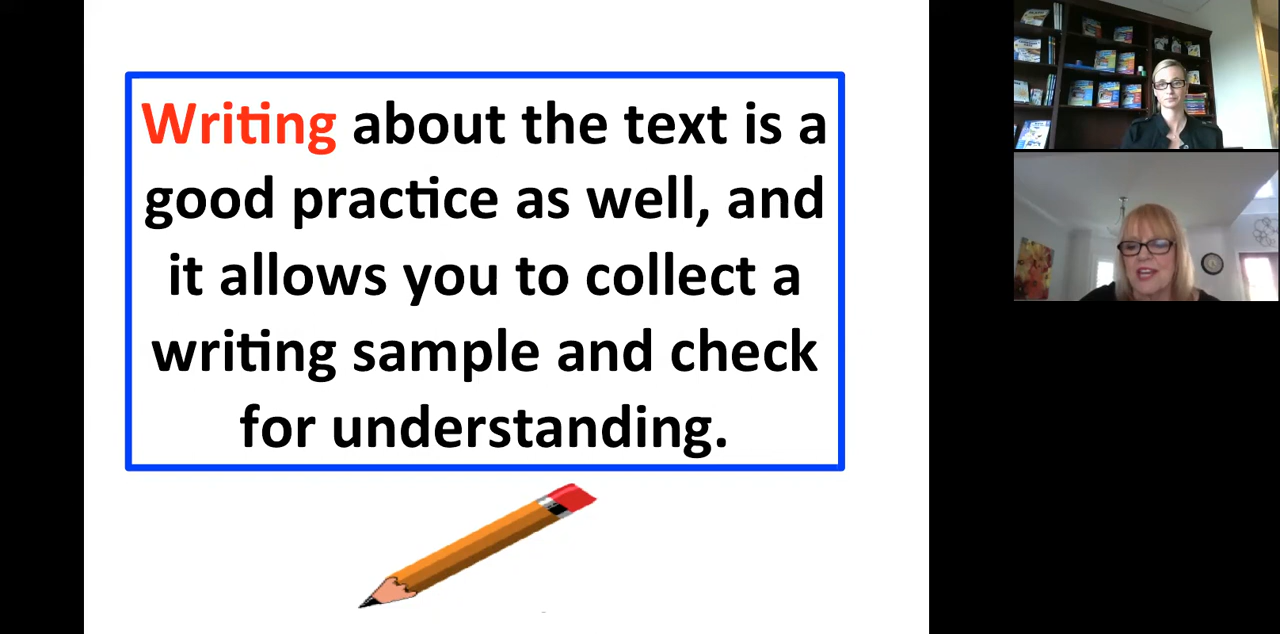 Writing about the text is a
good practice as well, and
it allows you to collect a
writing sample and check
for understanding.